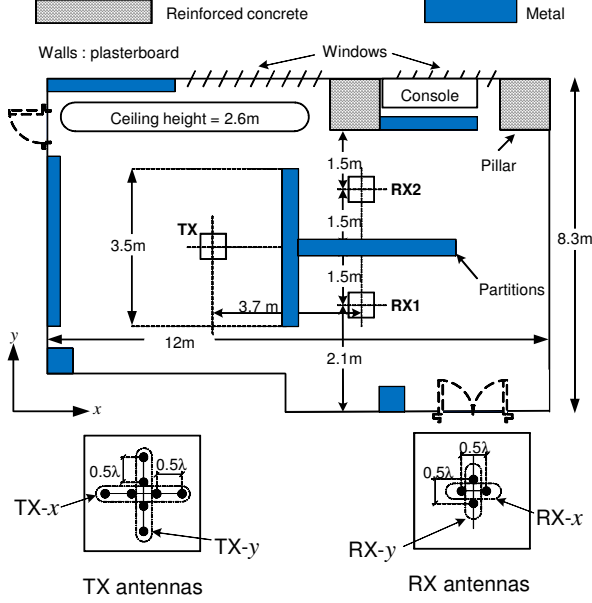 Reinforced concrete
Metal
Walls : plasterboard
Windows
Console
Ceiling height = 2.6m
Pillar
1.5m
RX2
TX
1.5m
3.5m
8.3m
1.5m
Partitions
3.7 m
RX1
y
12m
2.1m
x
0.5λ
0.5λ
0.5λ
0.5λ
TX-x
TX-y
RX-x
RX-y
TX antennas
RX antennas